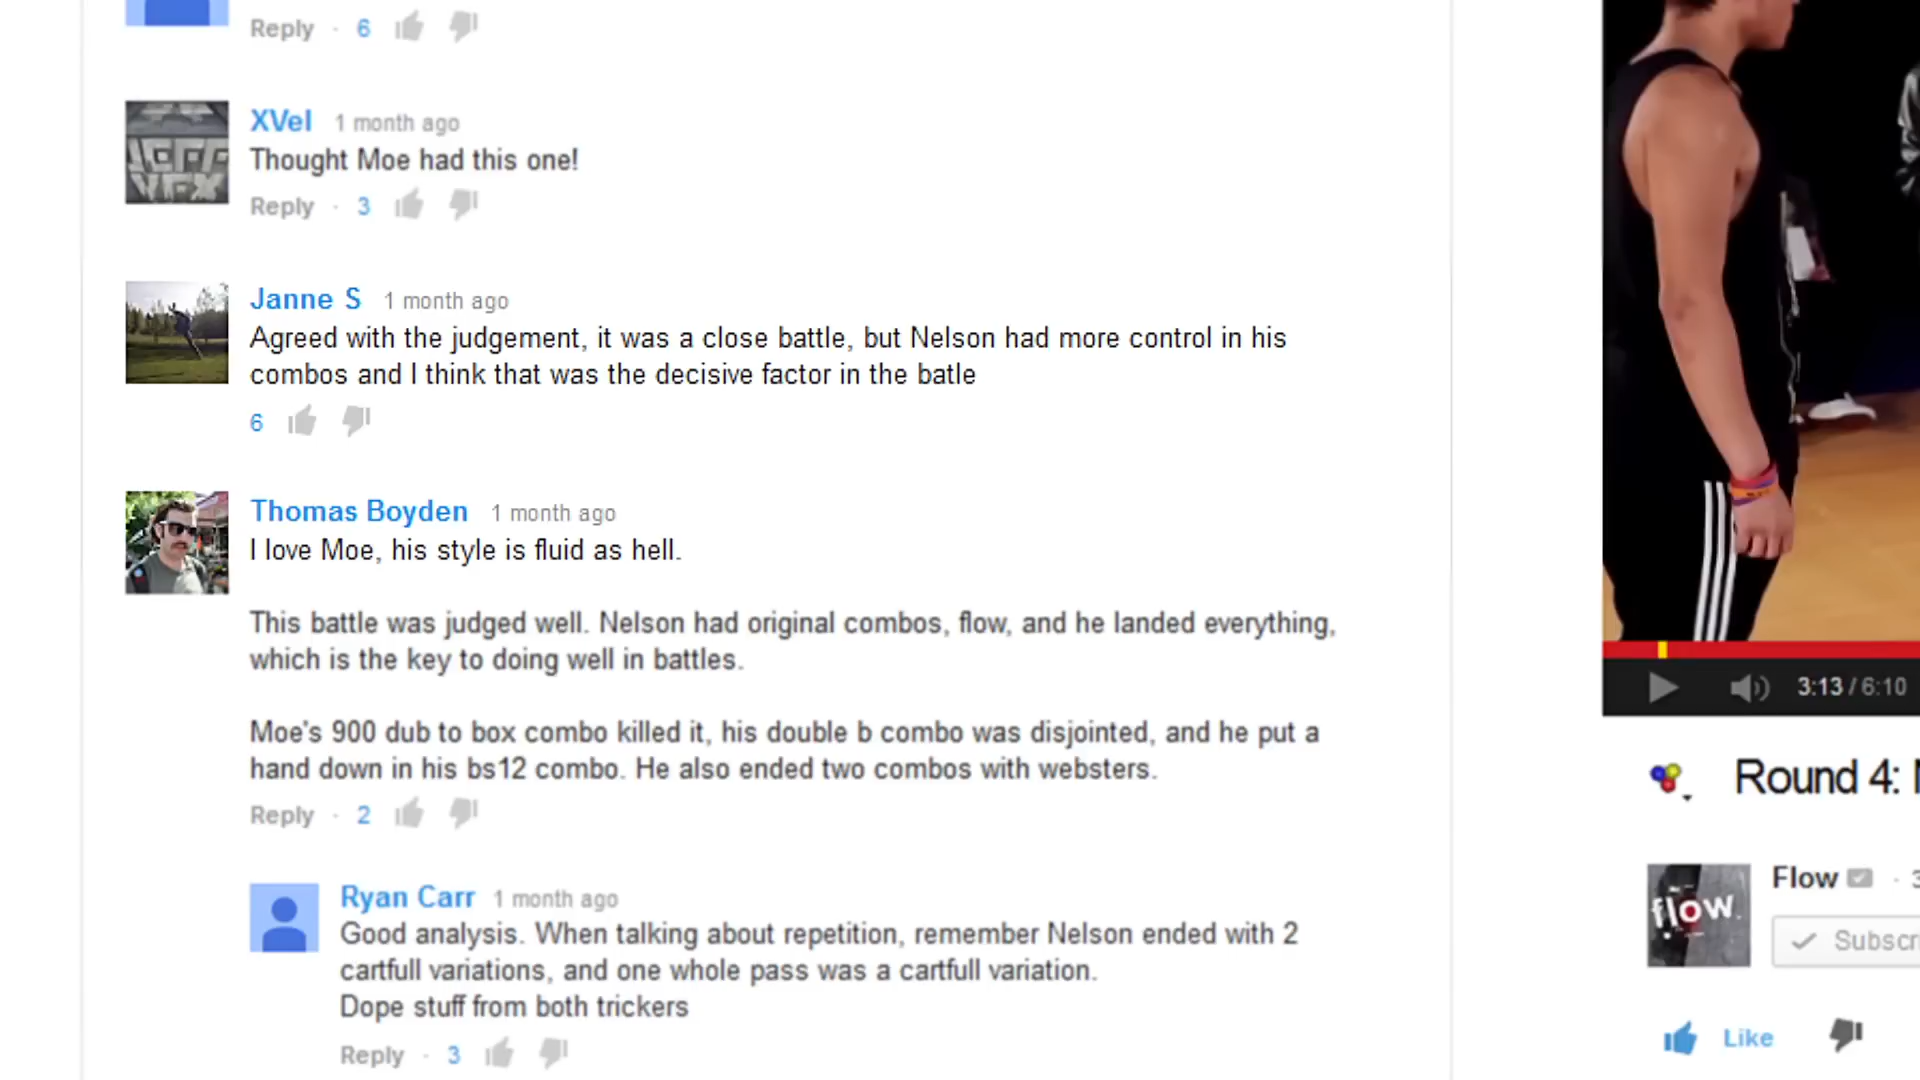 Reply · 6
XVel 1 month ago
Thought Moe had this one!
Reply · 3
Janne S 1 month ago
Agreed with the judgement, it was a close battle, but Nelson had more control in his
combos and I think that was the decisive factor in the batle
6
Thomas Boyden 1 month ago
I love Moe, his style is fluid as hell.
This battle was judged well. Nelson had original combos, flow, and he landed everything,
which is the key to doing well in battles.
Moe's 900 dub to box combo killed it, his double b combo was disjointed, and he put a
hand down in his bs12 combo. He also ended two combos with websters.
Reply · 2
Ryan Carr 1 month ago
Good analysis. When talking about repetition, remember Nelson ended with 2
cartfull variations, and one whole pass was a cartfull variation.
Dope stuff from both trickers
Reply · 3
3:13 / 6:10
Round 4:
Flow ·
flow.
Subscr
Like